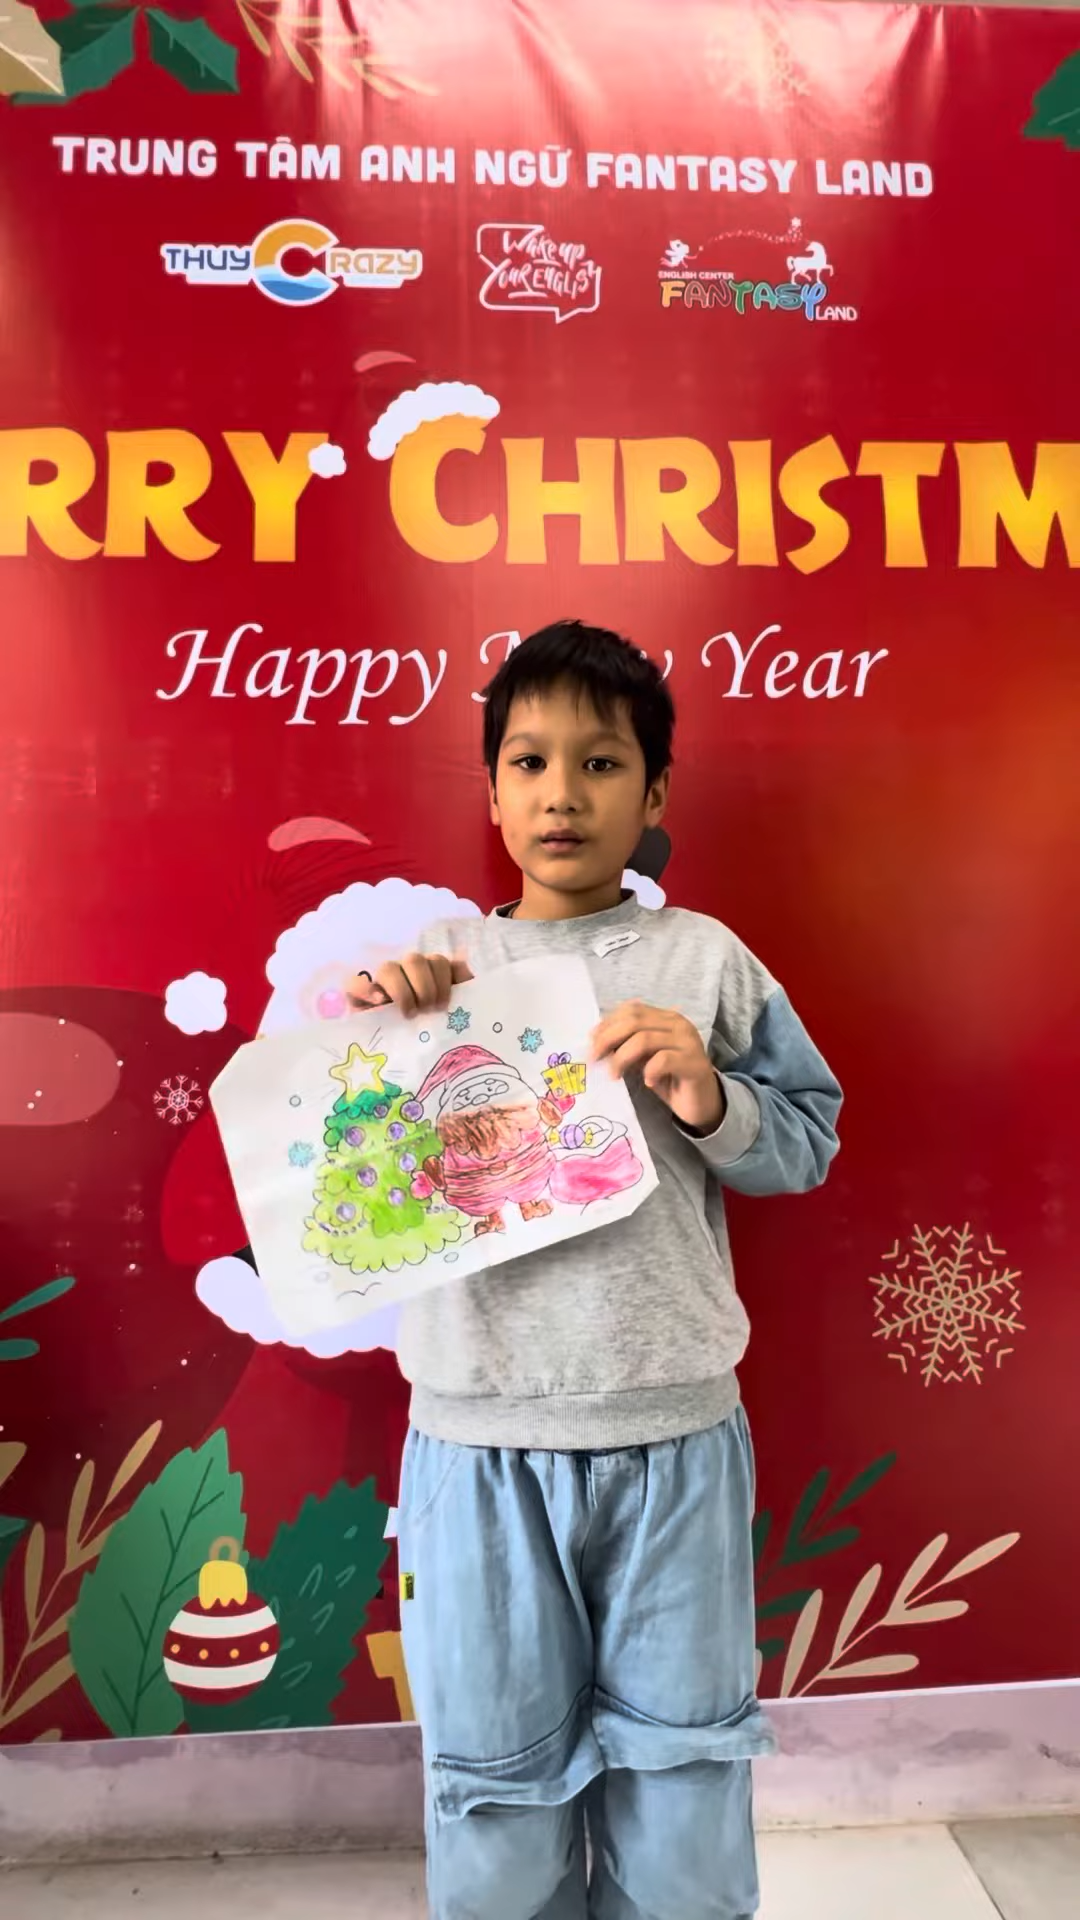 TRUNG TÂM ANH NGỮ FANTASY LAND
THUY CRAZY
Wake up
YOUR ENGLISH
ENGLISH CENTER
FANTASY
LAND
RRY CHRISTM
Happy Year